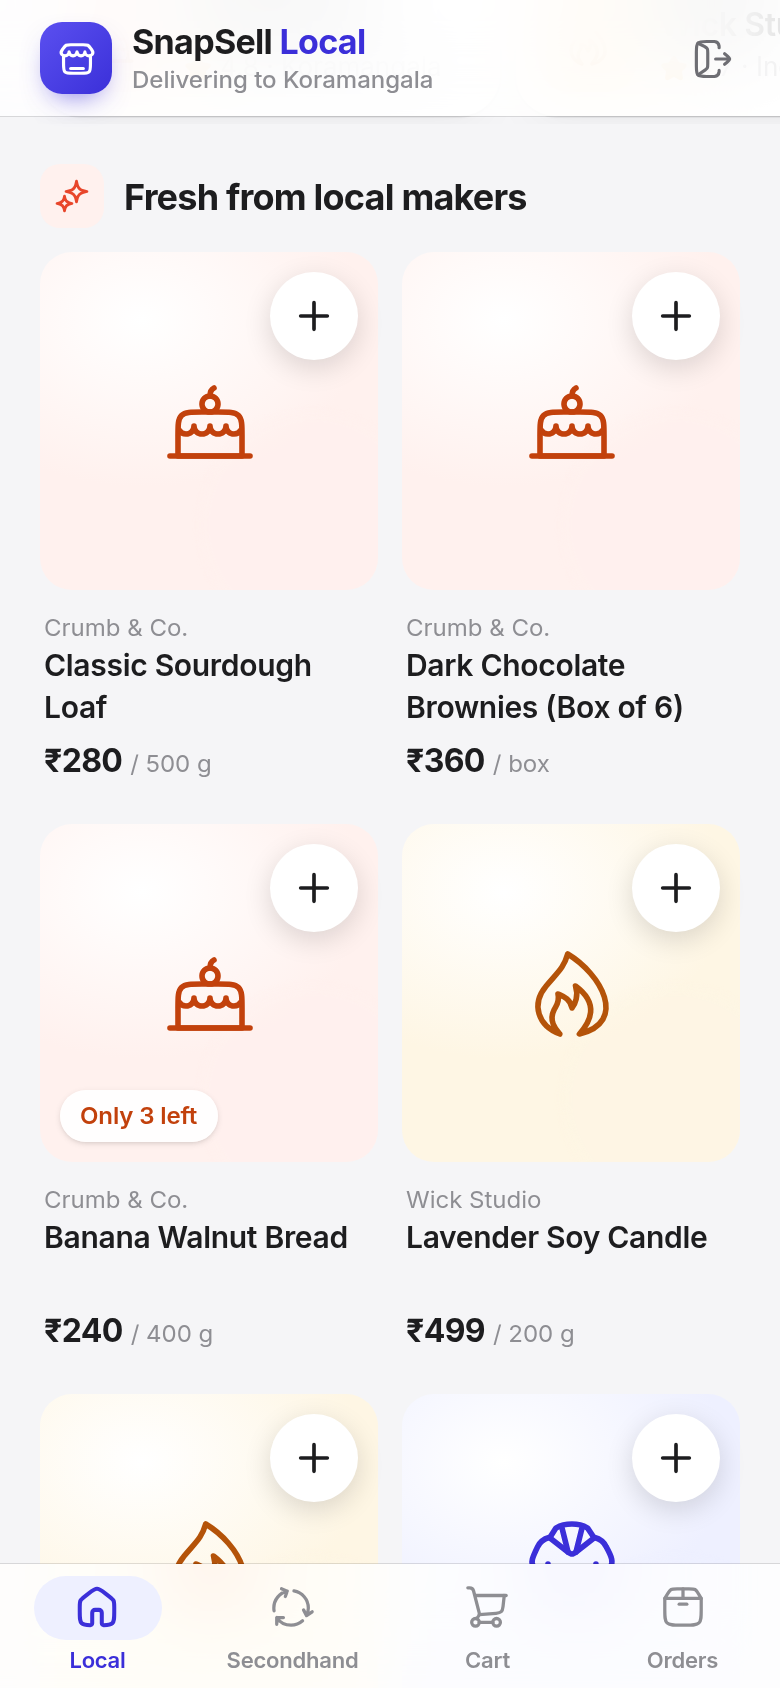 SnapSell Local
Delivering to Koramangala
Fresh from local makers
Crumb & Co.
Classic Sourdough
Loaf
₹280 / 500 g
Crumb & Co.
Dark Chocolate
Brownies (Box of 6)
₹360 / box
Only 3 left
Crumb & Co.
Banana Walnut Bread
₹240 / 400 g
Wick Studio
Lavender Soy Candle
₹499 / 200 g
Local
Secondhand
Cart
Orders